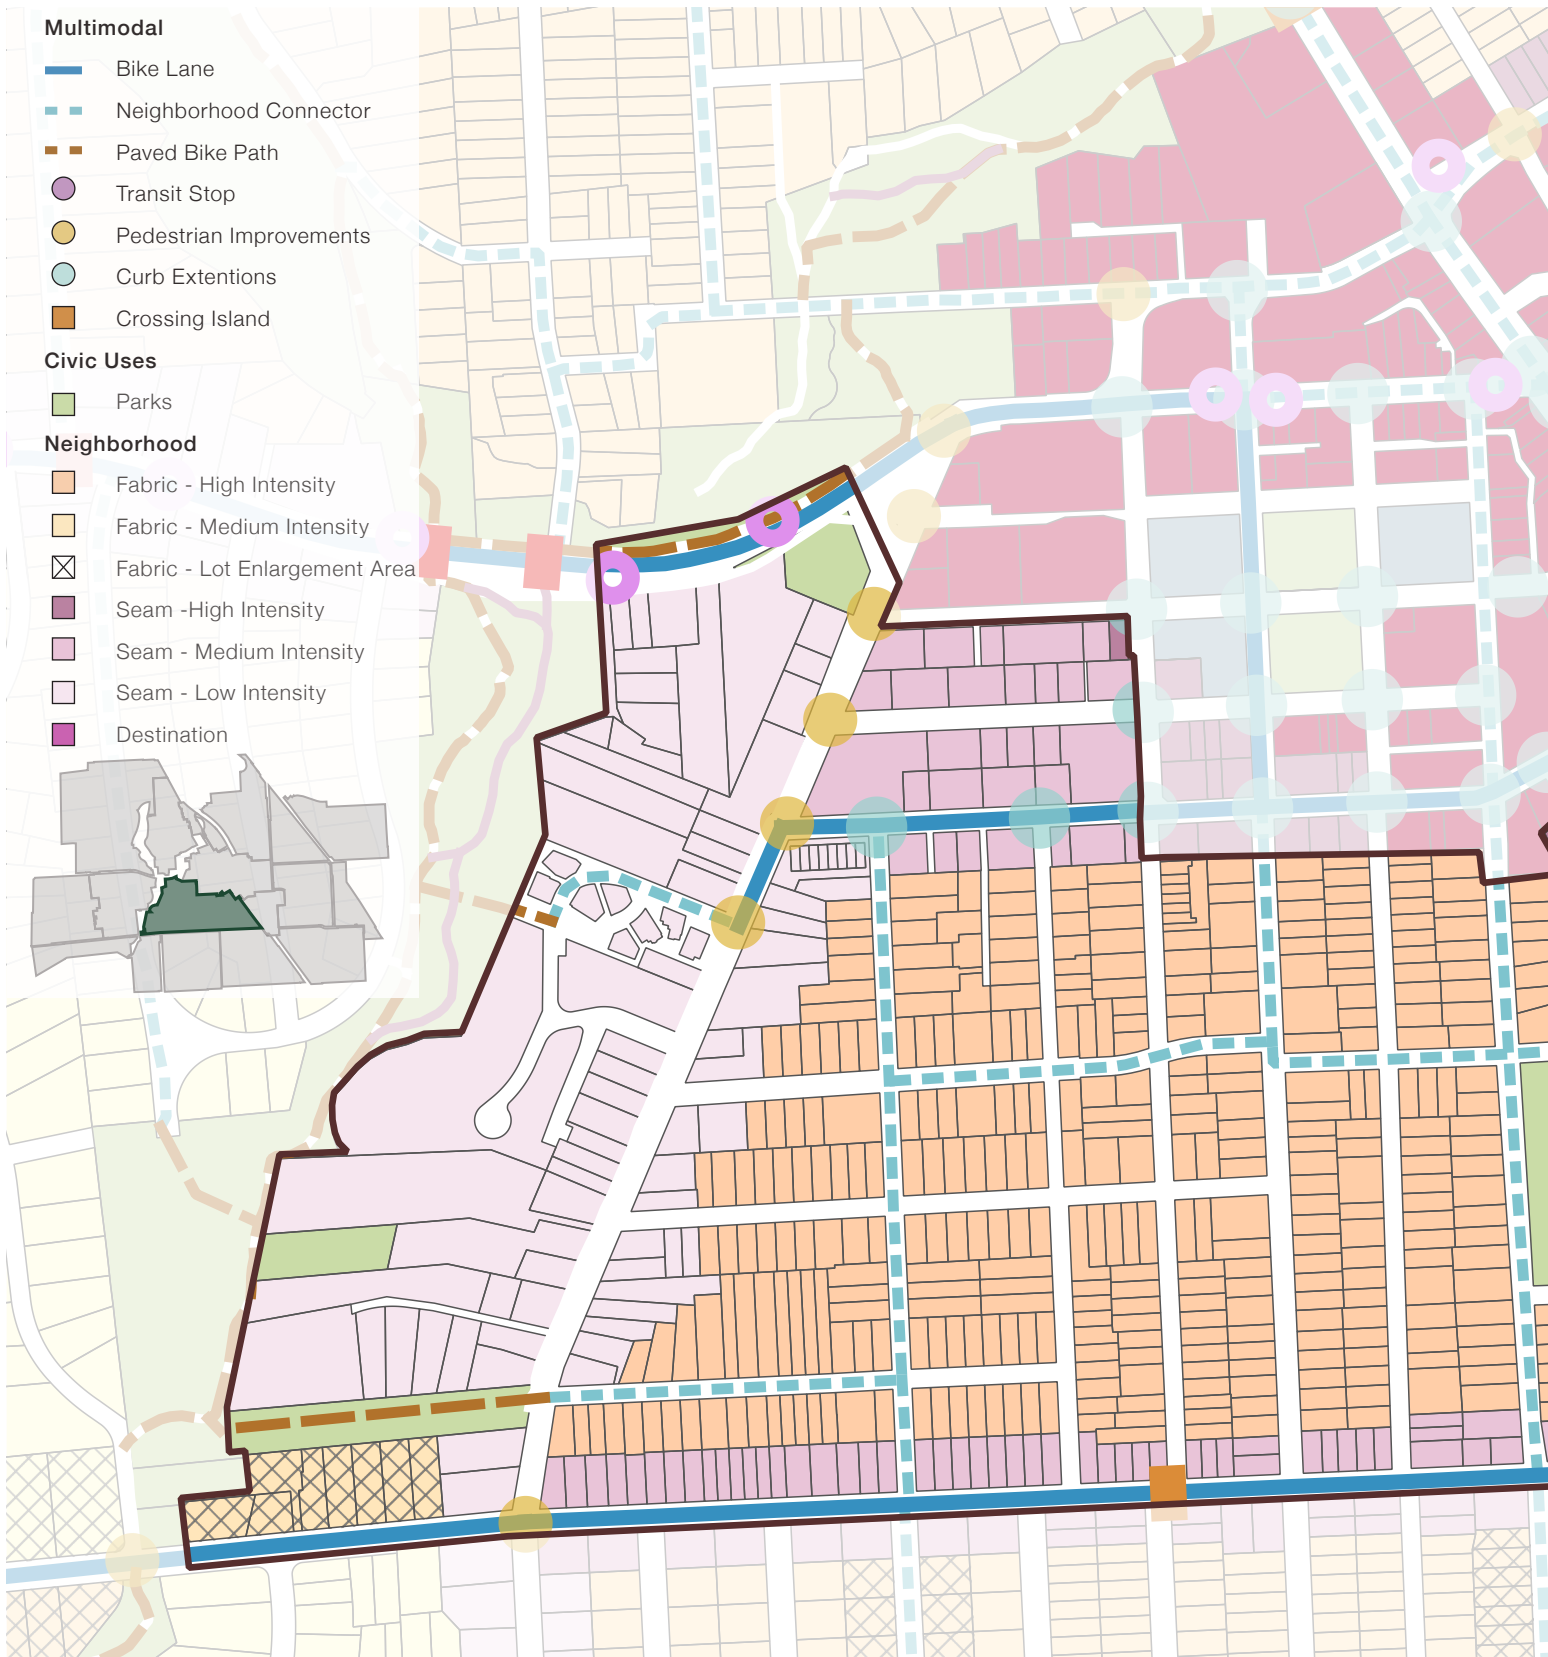 Multimodal
Bike Lane
Neighborhood Connector
Paved Bike Path
Transit Stop
Pedestrian Improvements
Curb Extentions
Crossing Island
Civic Uses
Parks
Neighborhood
Fabric - High Intensity
Fabric - Medium Intensity
Fabric - Lot Enlargement Area
Seam -High Intensity
Seam - Medium Intensity
Seam - Low Intensity
Destination